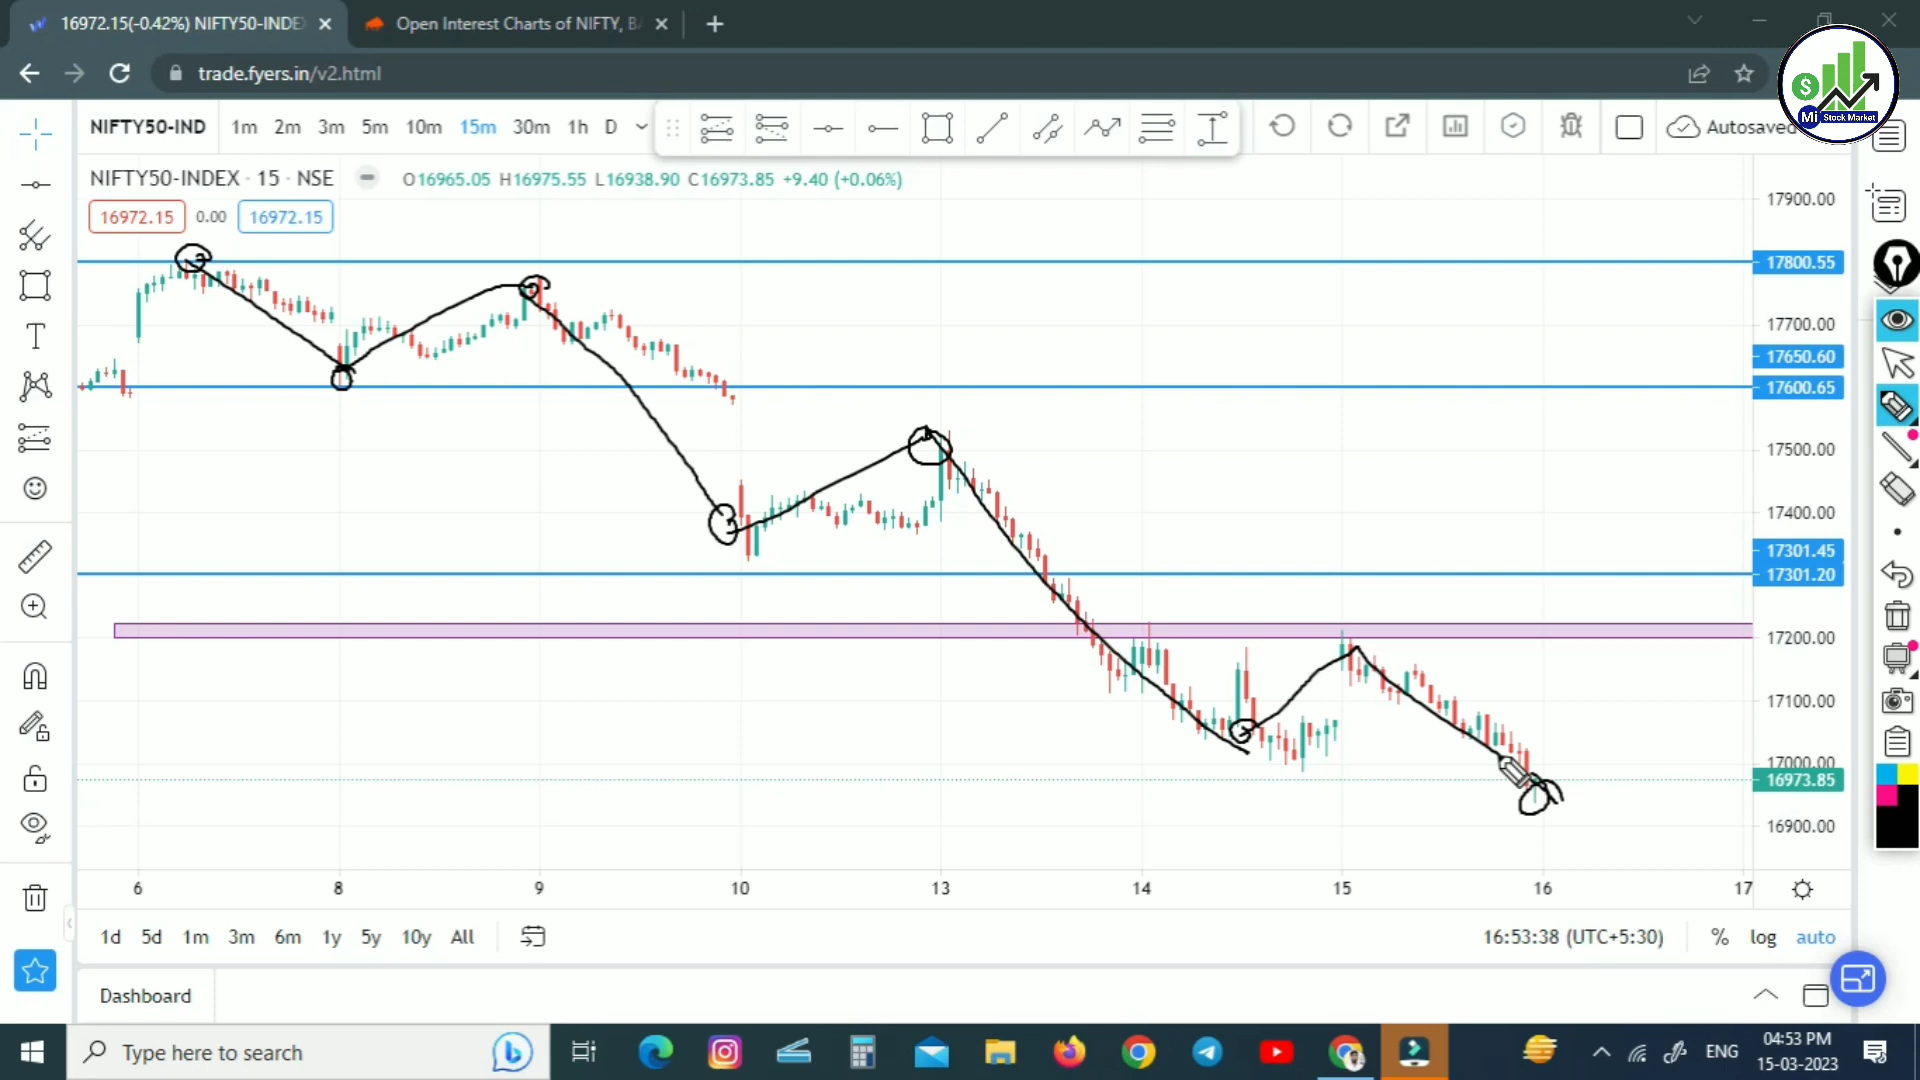 16972.15(-0.42%) NIFTY50-INDE
Open Interest Charts of NIFTY, B
trade.fyers.in/v2.html
Mi Stock Market
NIFTY50-IND 1m 2m 3m 5m 10m 15m 30m 1h D Autosaved
NIFTY50-INDEX · 15 · NSE O16965.05 H16975.55 L16938.90 C16973.85 +9.40 (+0.06%)
16972.15 0.00 16972.15
17900.00
17800.55
17700.00
17650.60
17600.65
17500.00
17400.00
17301.45
17301.20
17200.00
17100.00
17000.00
16973.85
16900.00
6 8 9 10 13 14 15 16 17
1d 5d 1m 3m 6m 1y 5y 10y All 16:53:38 (UTC+5:30) % log auto
Dashboard
Type here to search
ENG
04:53 PM
15-03-2023